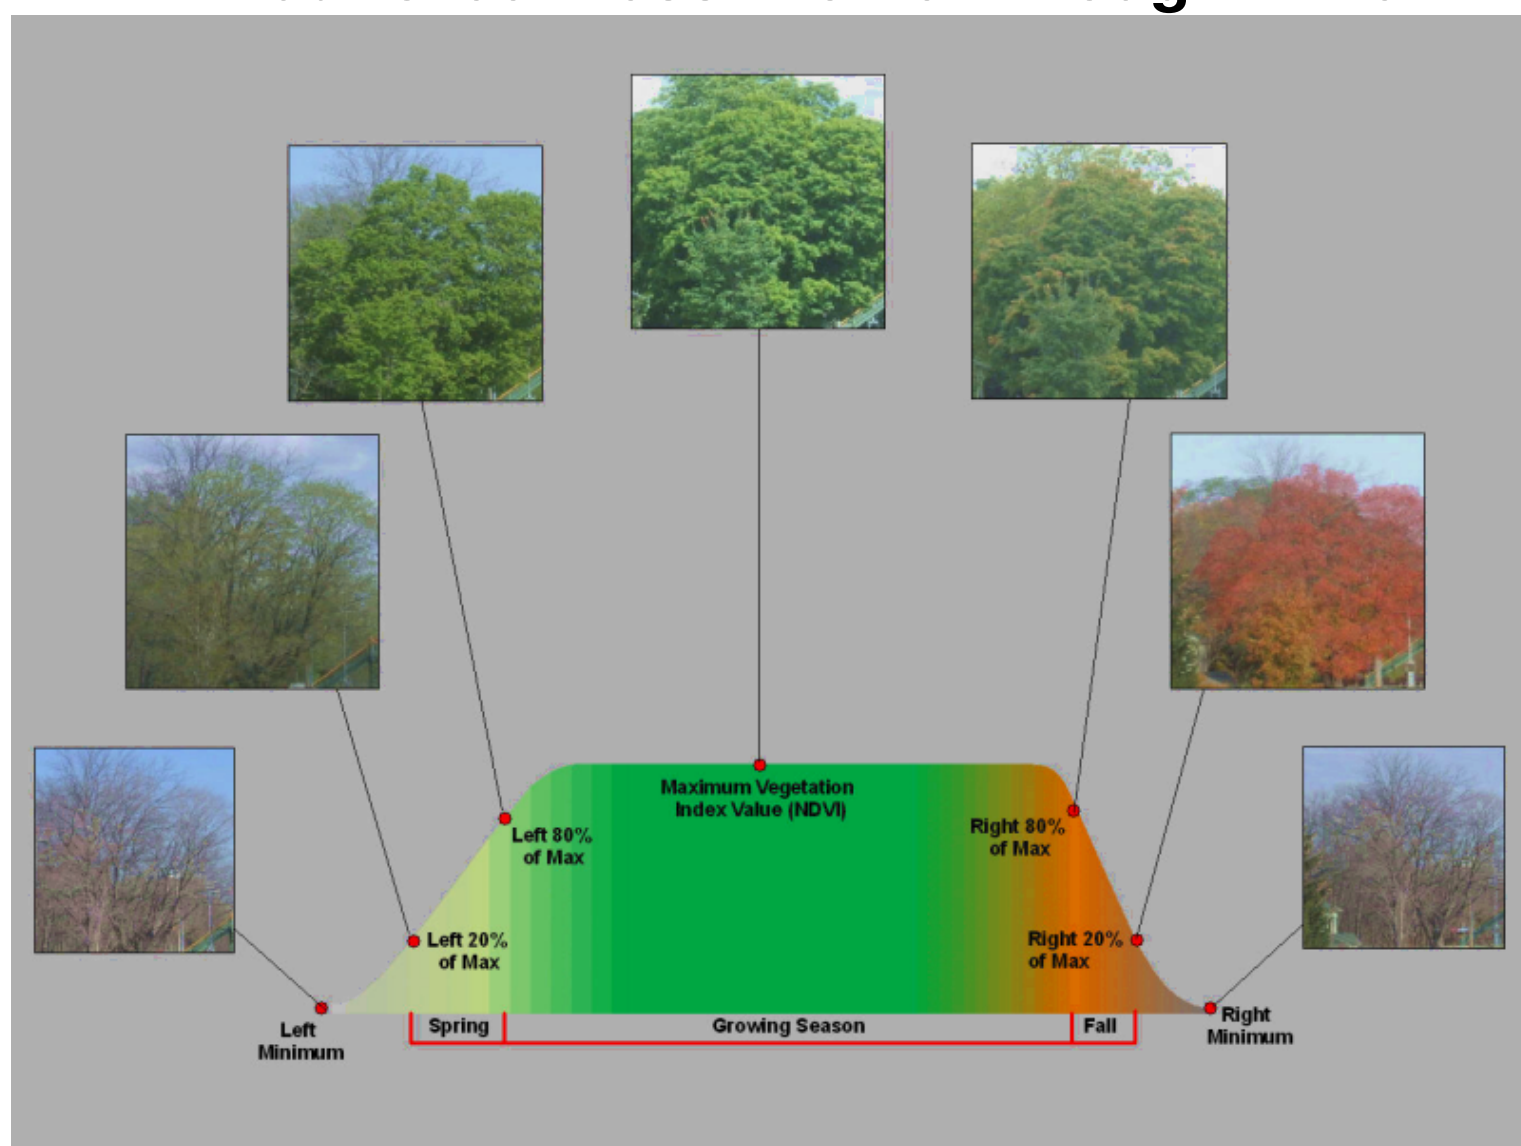 Maximum Vegetation
Index Value (NDVI)
Left 80%
of Max
Right 80%
of Max
Left 20%
of Max
Right 20%
of Max
Left
Minimum
Spring
Growing Season
Fall
Right
Minimum